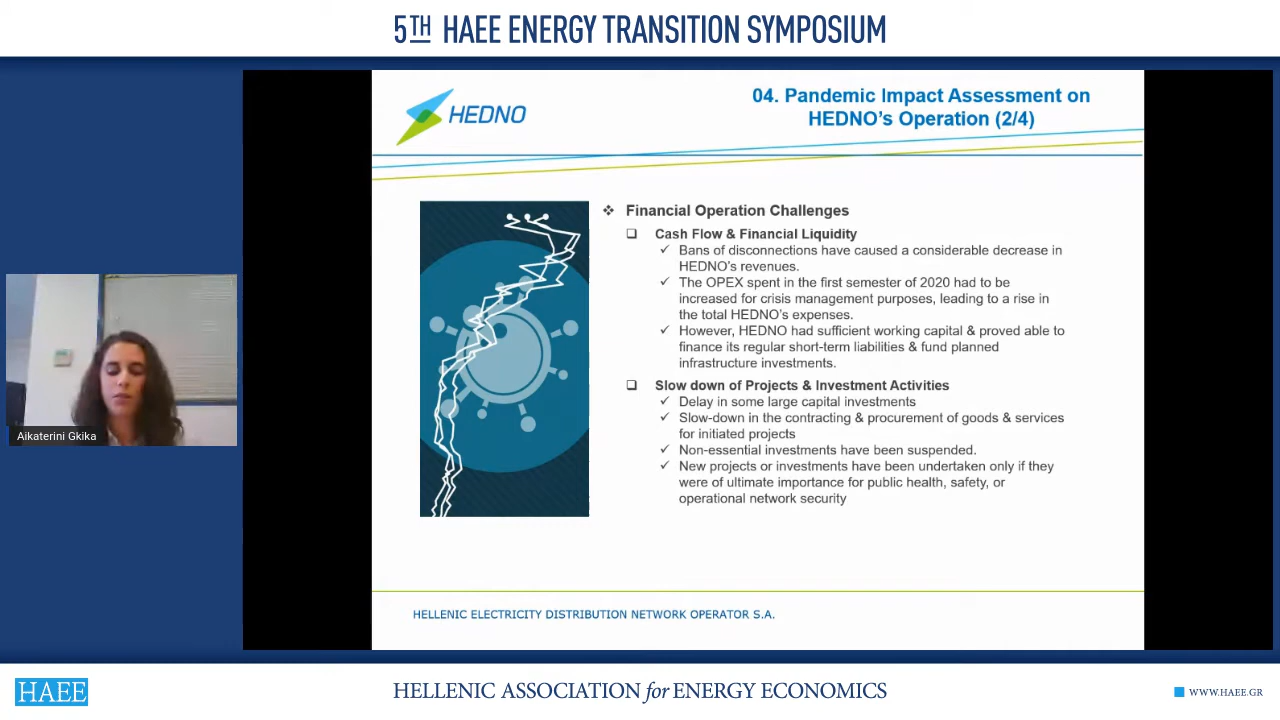 5TH HAEE ENERGY TRANSITION SYMPOSIUM
HEDNO
04. Pandemic Impact Assessment on
HEDNO's Operation (2/4)
Financial Operation Challenges
Cash Flow & Financial Liquidity
Bans of disconnections have caused a considerable decrease in
HEDNO's revenues.
The OPEX spent in the first semester of 2020 had to be
increased for crisis management purposes, leading to a rise in
the total HEDNO's expenses.
However, HEDNO had sufficient working capital & proved able to
finance its regular short-term liabilities & fund planned
infrastructure investments.
Slow down of Projects & Investment Activities
Delay in some large capital investments
Slow-down in the contracting & procurement of goods & services
for initiated projects
Non-essential investments have been suspended.
New projects or investments have been undertaken only if they
were of ultimate importance for public health, safety, or
operational network security
Aikaterini Gkika
HELLENIC ELECTRICITY DISTRIBUTION NETWORK OPERATOR S.A.
HAEE
HELLENIC ASSOCIATION for ENERGY ECONOMICS
WWW.HAEE.GR